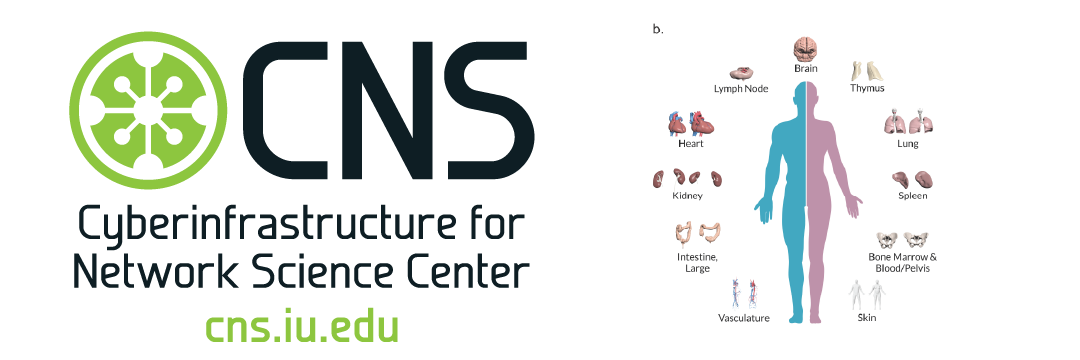 CNS
Cyberinfrastructure for
Network Science Center
cns.iu.edu
b.
Brain
Lymph Node
Thymus
Heart
Lung
Kidney
Spleen
Intestine,
Large
Bone Marrow &
Blood/Pelvis
Vasculature
Skin